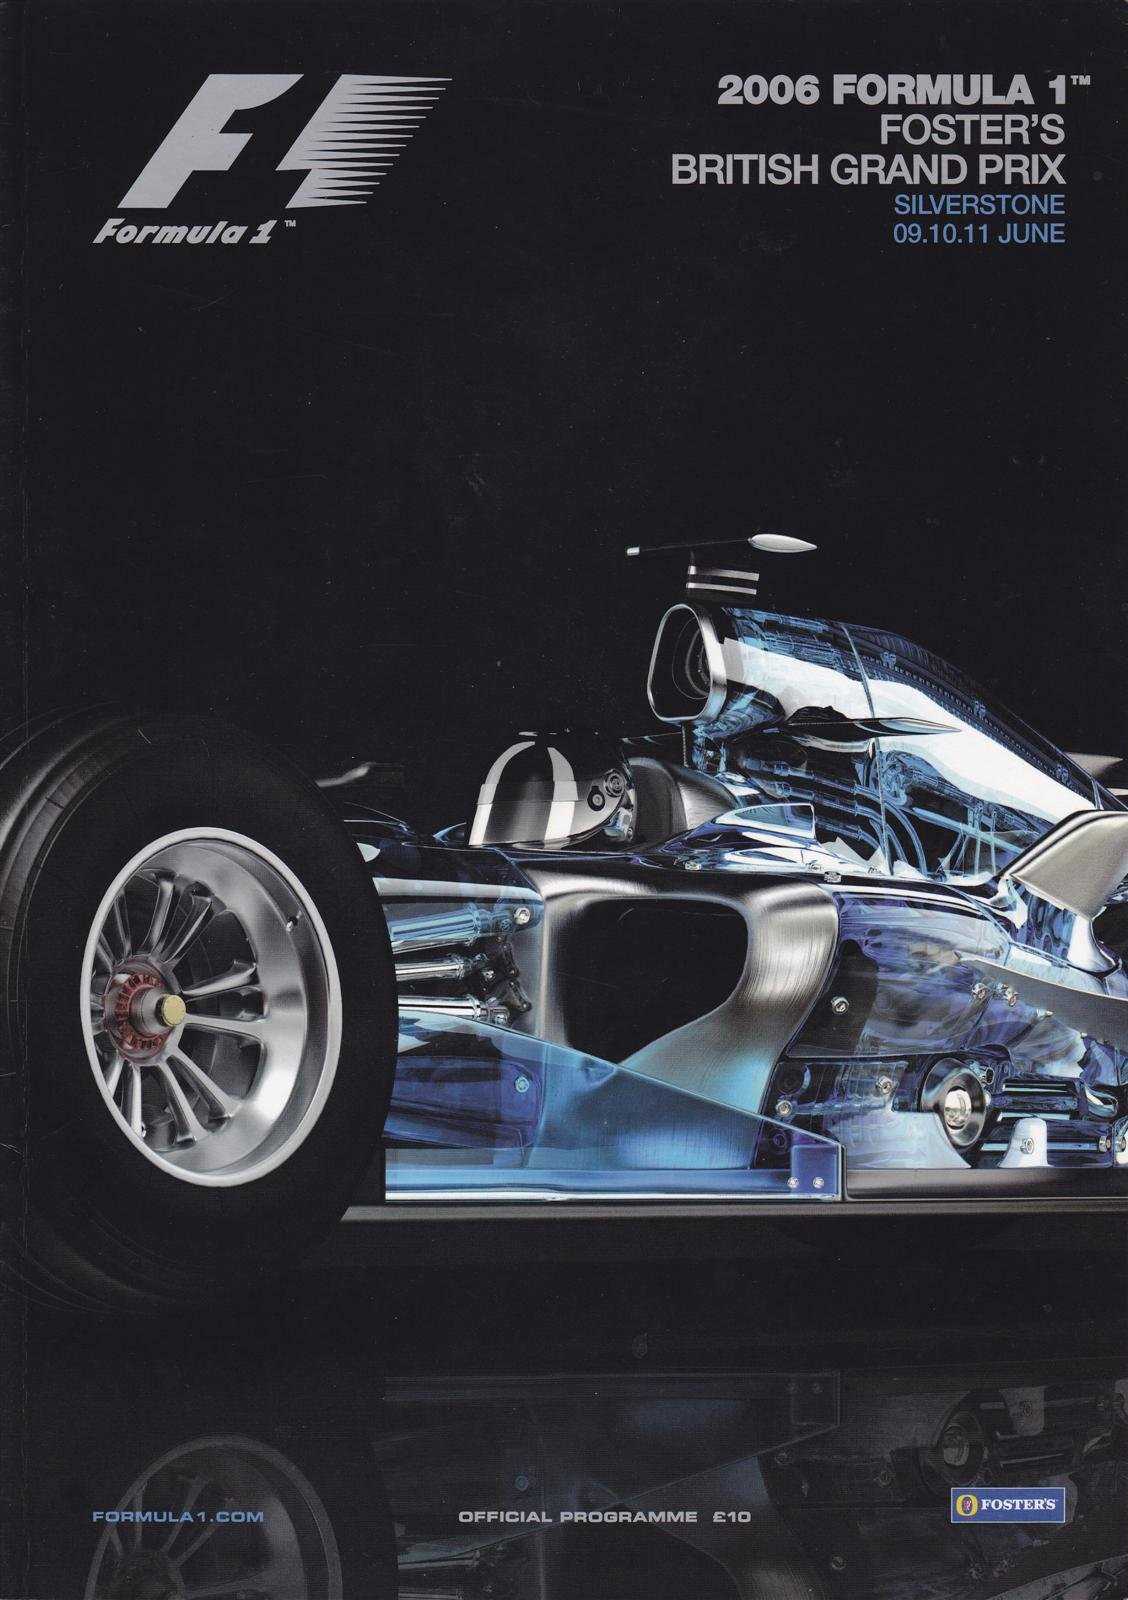 F1
Formula 1™
2006 FORMULA 1™
FOSTER'S
BRITISH GRAND PRIX
SILVERSTONE
09.10.11 JUNE
FORMULA1.COM
OFFICIAL PROGRAMME £10
FOSTER'S